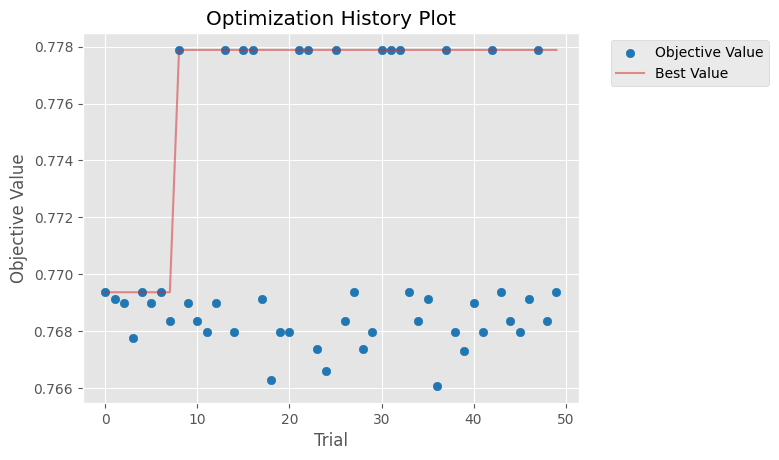 Optimization History Plot
Objective Value
Best Value
0.778
0.776
0.774
0.772
0.770
0.768
0.766
Objective Value
0 10 20 30 40 50
Trial